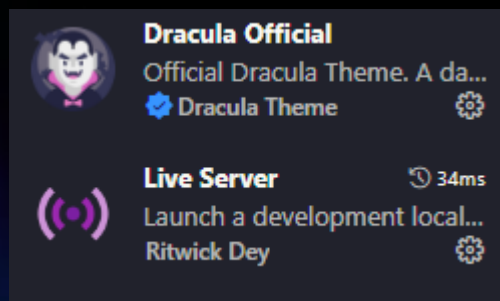 Dracula Official
Official Dracula Theme. A da...
Dracula Theme
Live Server 34ms
Launch a development local...
Ritwick Dey